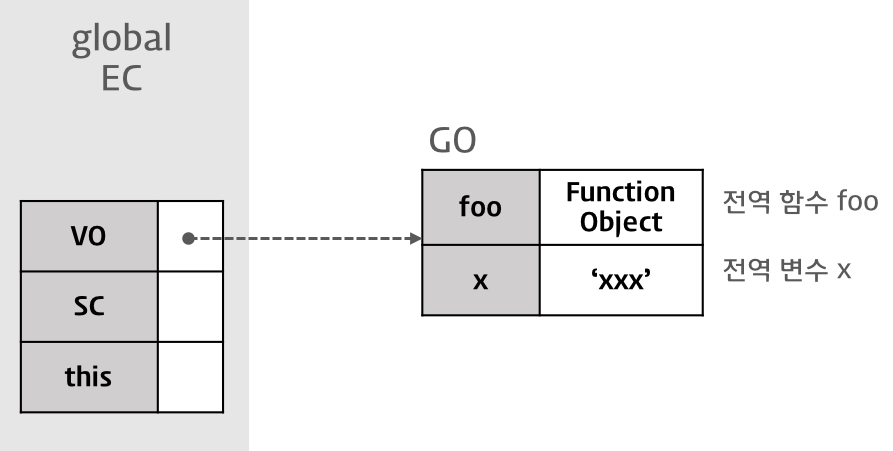 global
EC
GO
foo
Function
Object
전역 함수 foo
VO
x
‘xxx’
전역 변수 x
SC
this